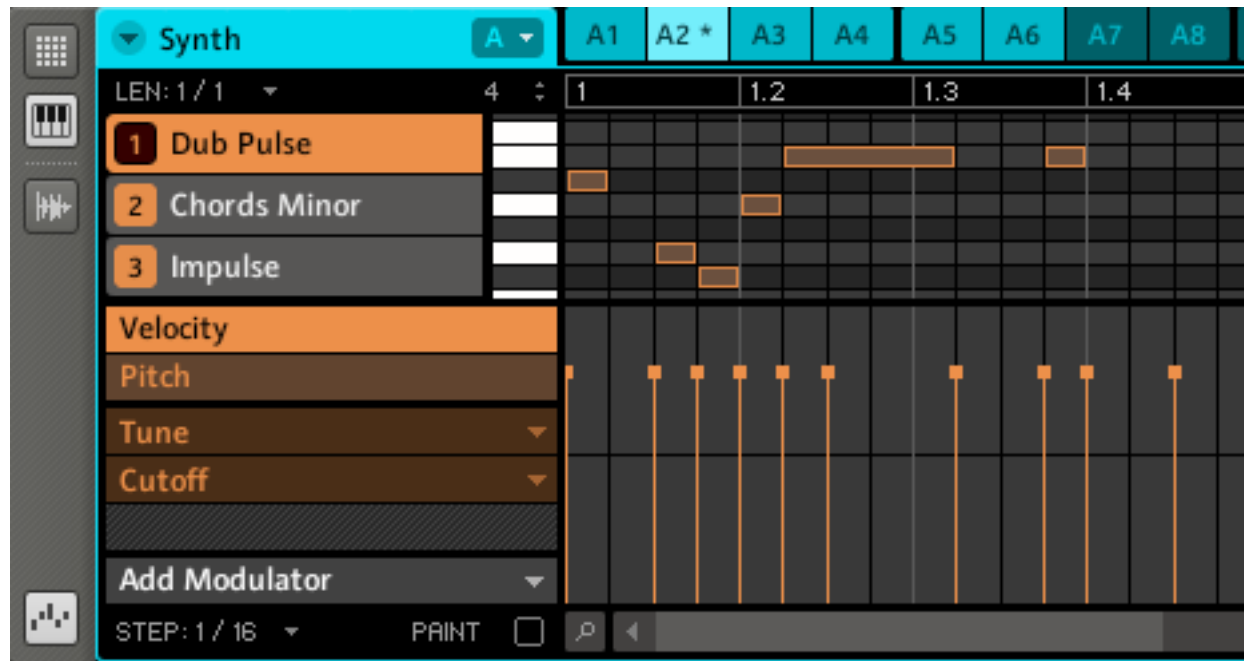 Synth A A1 A2 * A3 A4 A5 A6 A7 A8
LEN: 1 / 1 4 1 1.2 1.3 1.4
1 Dub Pulse
2 Chords Minor
3 Impulse
Velocity
Pitch
Tune
Cutoff
Add Modulator
STEP: 1 / 16 PAINT